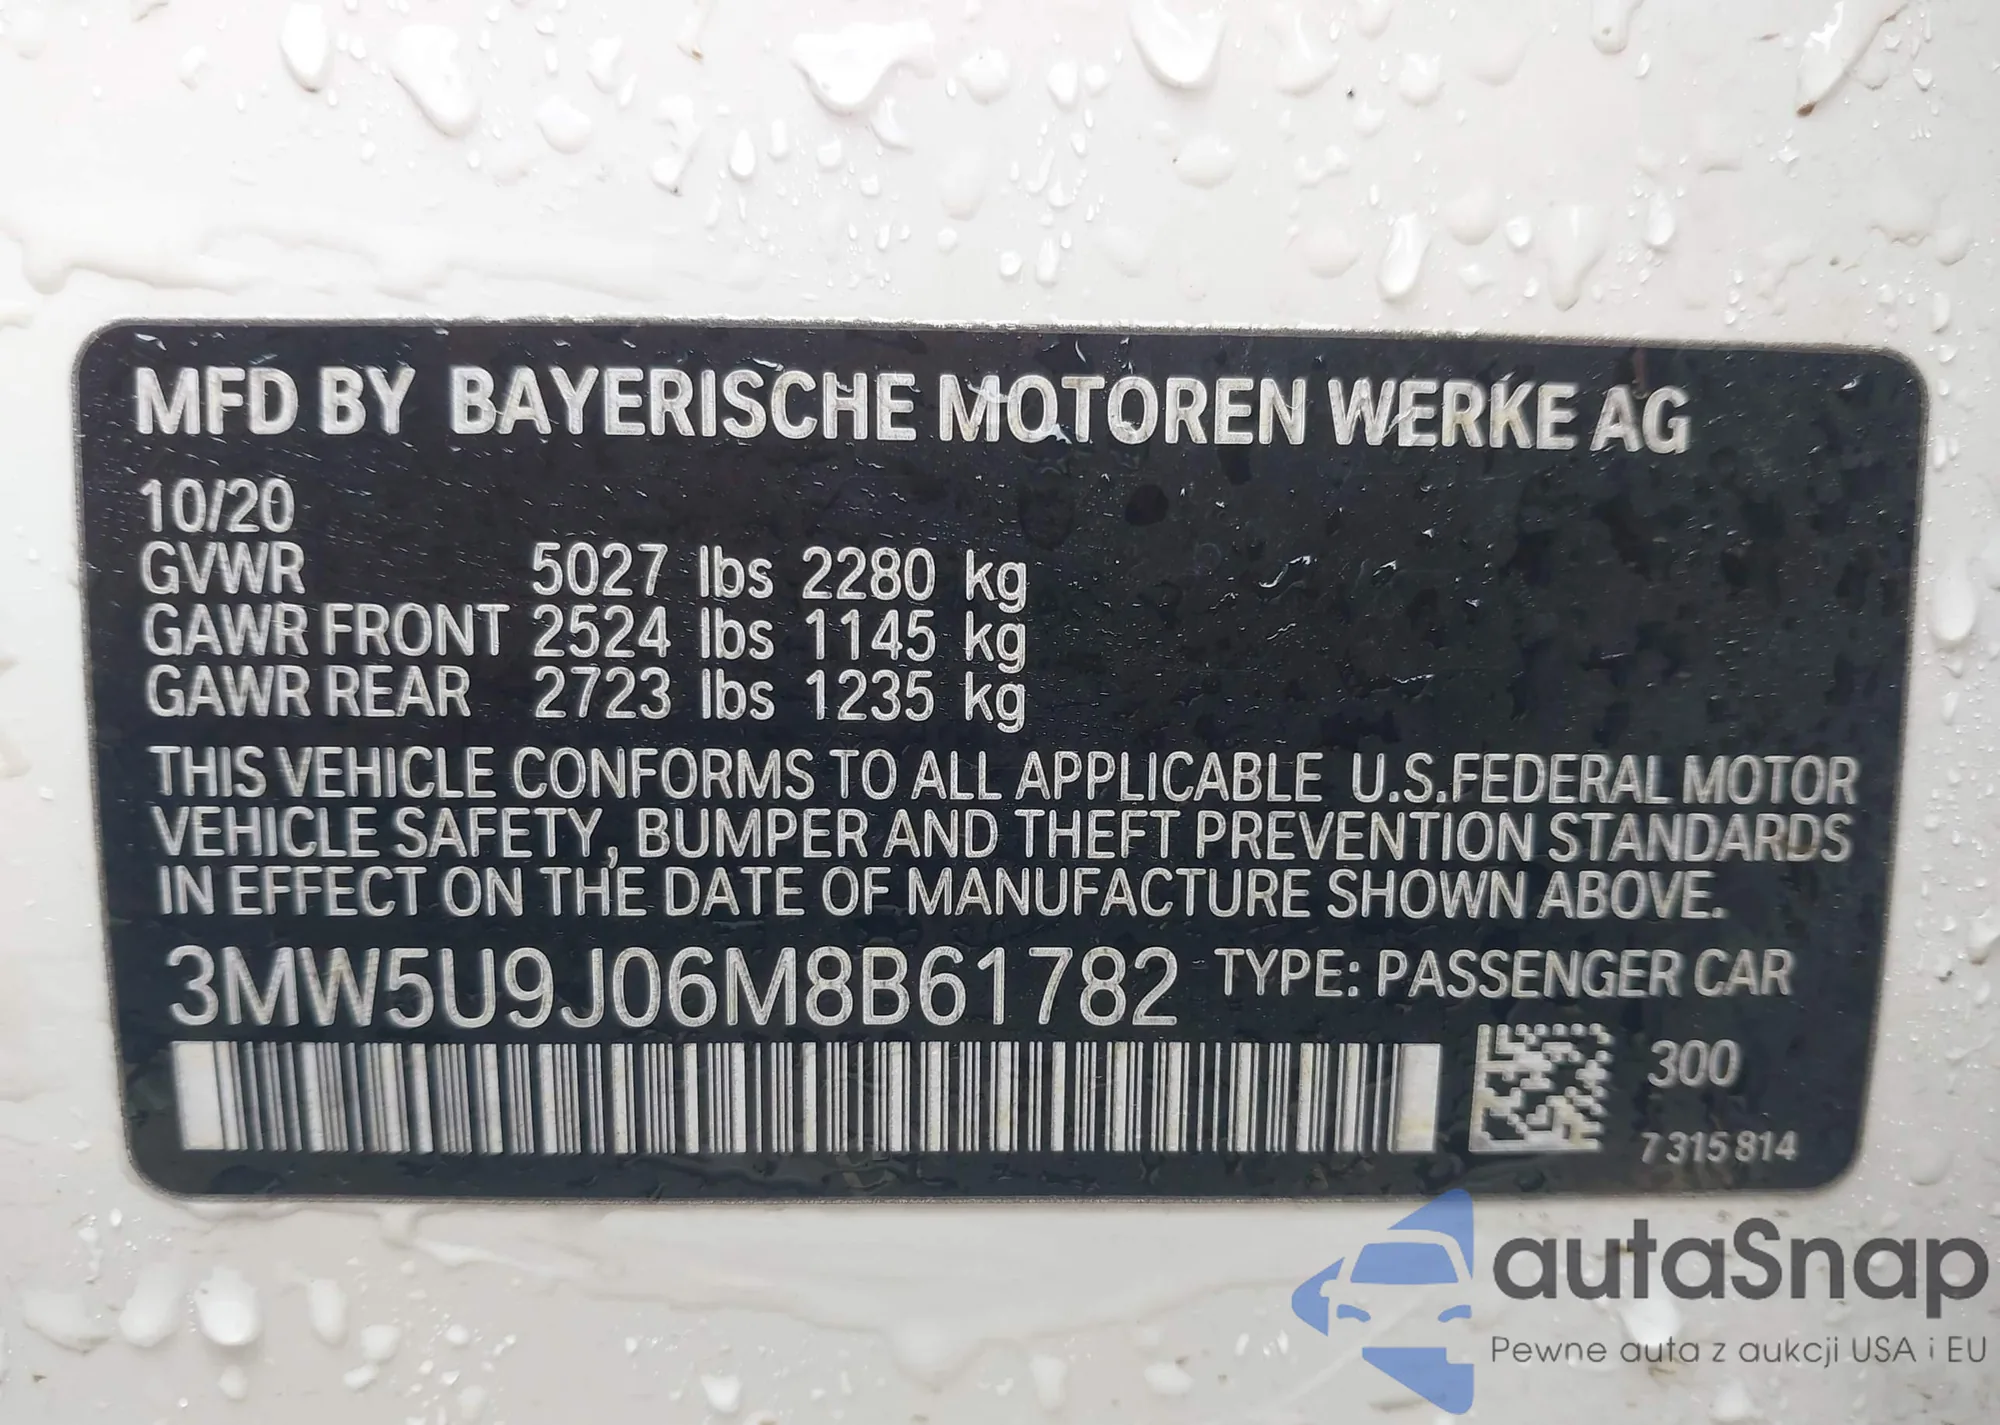 MFD BY BAYERISCHE MOTOREN WERKE AG
10/20
GVWR 5027 lbs 2280 kg
GAWR FRONT 2524 lbs 1145 kg
GAWR REAR 2723 lbs 1235 kg
THIS VEHICLE CONFORMS TO ALL APPLICABLE U.S.FEDERAL MOTOR
VEHICLE SAFETY, BUMPER AND THEFT PREVENTION STANDARDS
IN EFFECT ON THE DATE OF MANUFACTURE SHOWN ABOVE.
3MW5U9J06M8B61782 TYPE: PASSENGER CAR
300
7315814
autaSnap
Pewne auta z aukcji USA i EU